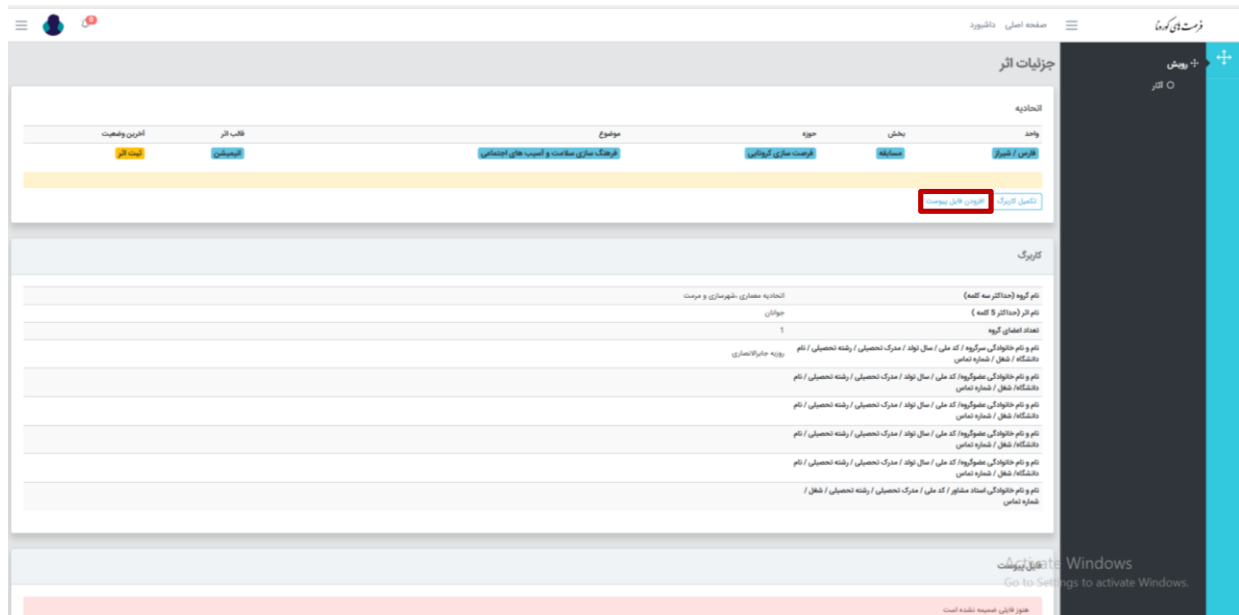 فرصت های کرونا
صفحه اصلی داشبورد
0
رویش
آثار
جزئیات اثر
اتحادیه
واحد بخش حوزه موضوع قالب اثر آخرین وضعیت
فارس / شیراز مسابقه فرصت سازی کرونایی فرهنگ سازی سلامت و آسیب های اجتماعی انیمیشن ثبت اثر
تکمیل کاربرگ افزودن فایل پیوست
کاربرگ
نام گروه (حداکثر سه کلمه) اتحادیه معماری ،شهرسازی و مرمت
نام اثر (حداکثر 5 کلمه ) جوانان
تعداد اعضای گروه 1
نام و نام خانوادگی سرگروه / کد ملی / سال تولد / مدرک تحصیلی / رشته تحصیلی / نام
دانشگاه / شغل / شماره تماس روزبه جابرالانصاری
نام و نام خانوادگی عضوگروه/ کد ملی / سال تولد / مدرک تحصیلی / رشته تحصیلی / نام
دانشگاه/ شغل / شماره تماس
نام و نام خانوادگی عضوگروه/ کد ملی / سال تولد / مدرک تحصیلی / رشته تحصیلی / نام
دانشگاه/ شغل / شماره تماس
نام و نام خانوادگی عضوگروه/ کد ملی / سال تولد / مدرک تحصیلی / رشته تحصیلی / نام
دانشگاه/ شغل / شماره تماس
نام و نام خانوادگی عضوگروه/ کد ملی / سال تولد / مدرک تحصیلی / رشته تحصیلی / نام
دانشگاه/ شغل / شماره تماس
نام و نام خانوادگی استاد مشاور / کد ملی / مدرک تحصیلی / رشته تحصیلی / شغل /
شماره تماس
فایل پیوست
هنوز فایلی ضمیمه نشده است
Activate Windows
Go to Settings to activate Windows.